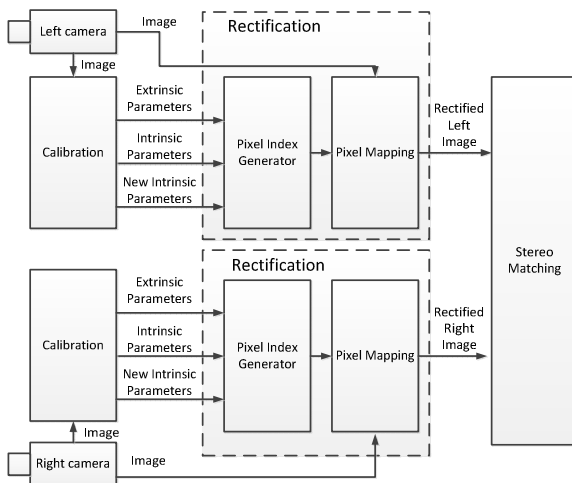 Image
Left camera
Rectification
Image
Extrinsic
Parameters
Calibration
Intrinsic
Parameters
New Intrinsic
Parameters
Pixel Index
Generator
Pixel Mapping
Rectified
Left
Image
Stereo
Matching
Rectification
Extrinsic
Parameters
Calibration
Intrinsic
Parameters
New Intrinsic
Parameters
Pixel Index
Generator
Pixel Mapping
Rectified
Right
Image
Image
Right camera
Image